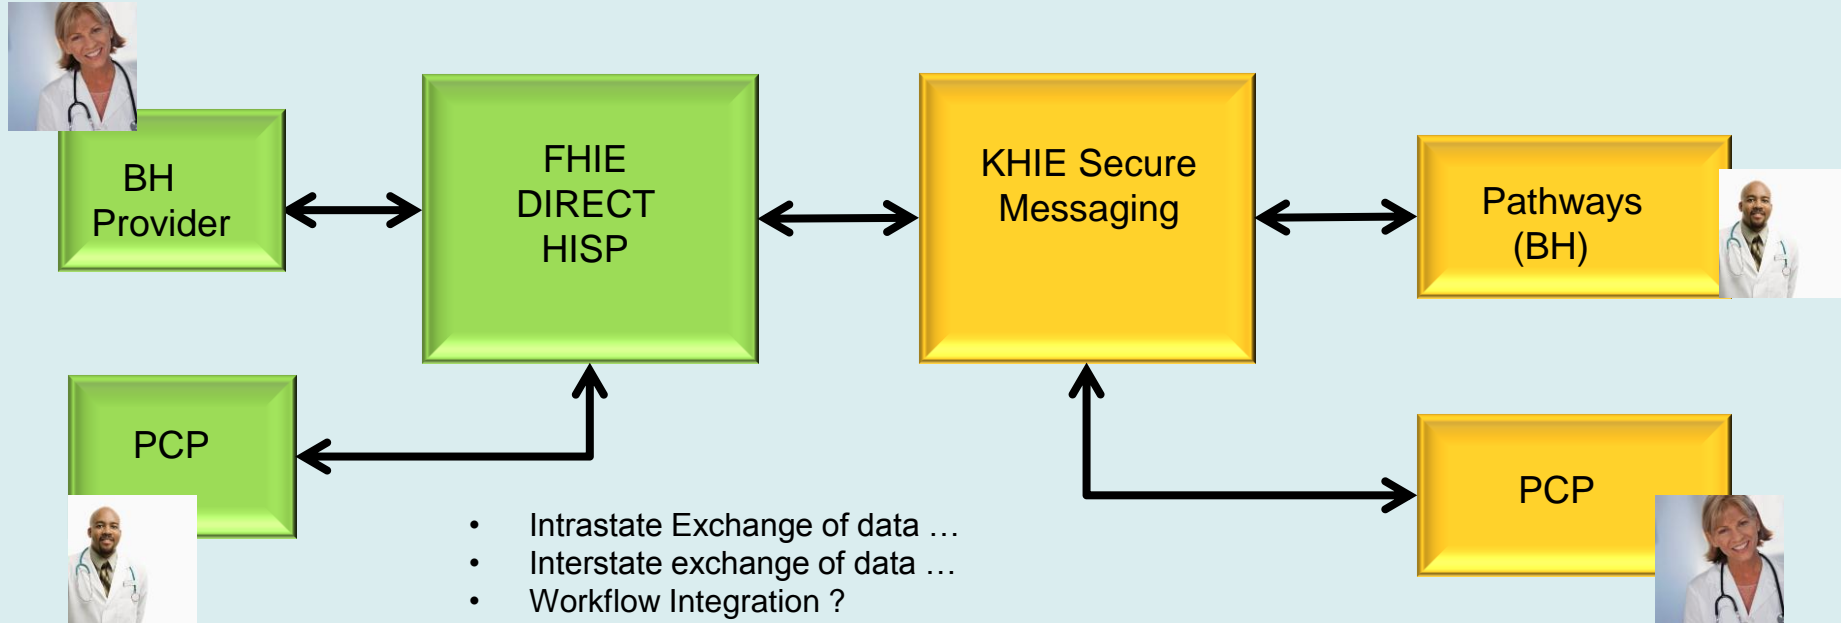 BH
Provider
FHIE
DIRECT
HISP
KHIE Secure
Messaging
Pathways
(BH)
PCP
PCP
• Intrastate Exchange of data …
• Interstate exchange of data …
• Workflow Integration ?